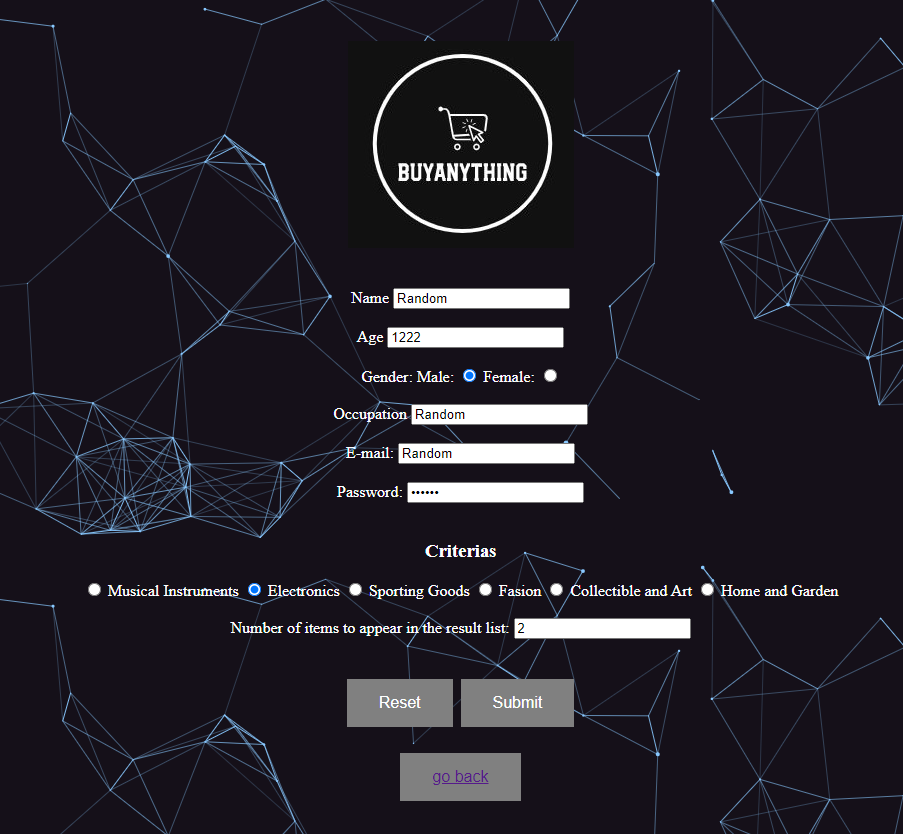 BUYANYTHING
Name Random
Age 1222
Gender: Male: Female:
Occupation Random
E-mail: Random
Password: ••••••
Criterias
Musical Instruments Electronics Sporting Goods Fasion Collectible and Art Home and Garden
Number of items to appear in the result list: 2
Reset Submit
go back